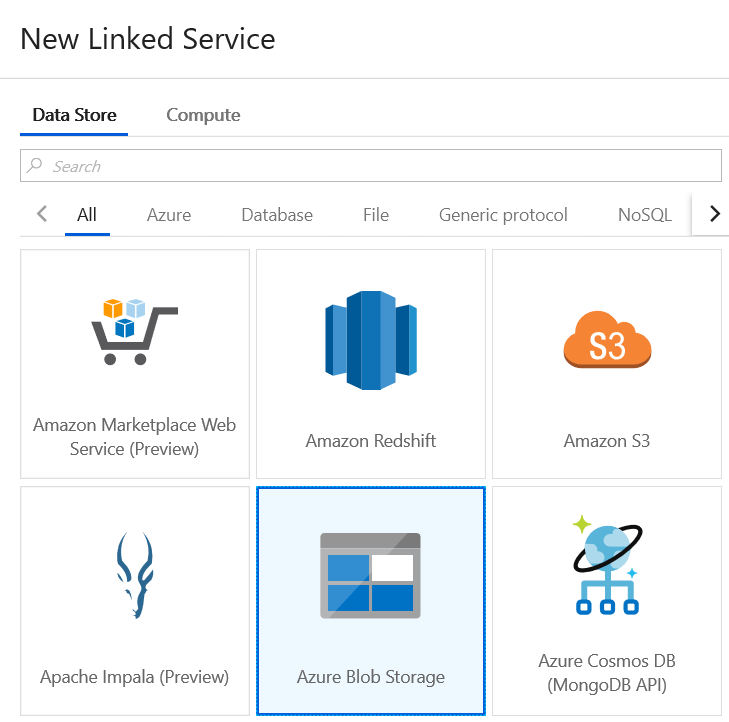 New Linked Service
Data Store
Compute
Search
All
Azure
Database
File
Generic protocol
NoSQL
Amazon Marketplace Web
Service (Preview)
Amazon Redshift
S3
Amazon S3
Apache Impala (Preview)
Azure Blob Storage
Azure Cosmos DB
(MongoDB API)